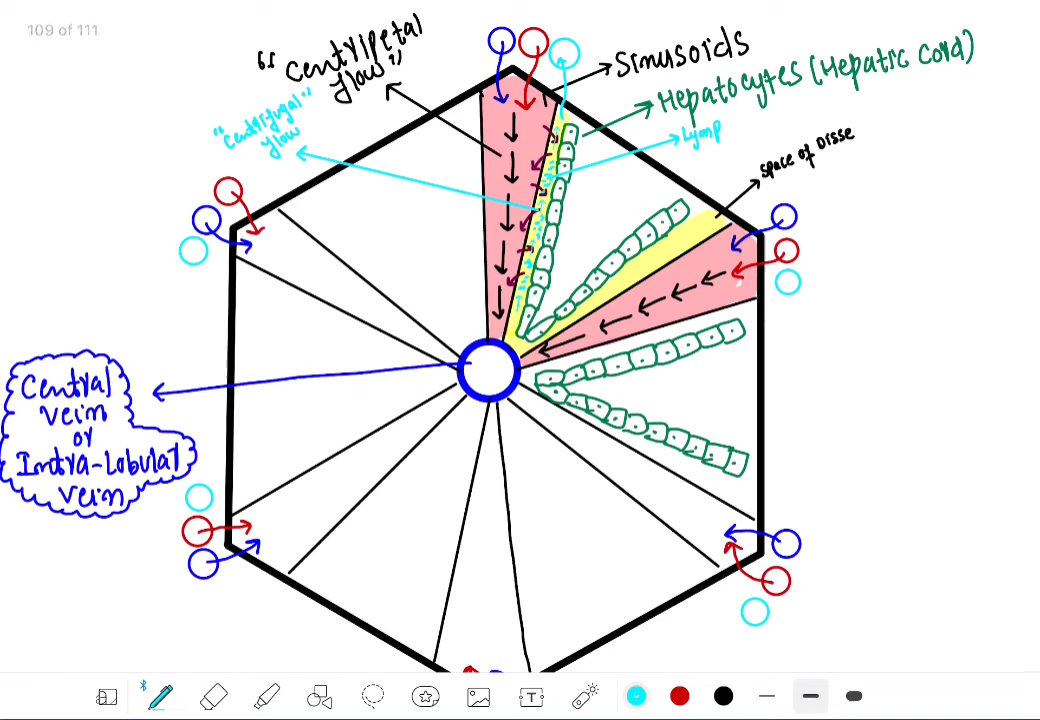 109 of 111
"Centripetal
flow"
Sinusoids
Hepatocytes (Hepatic Cord)
"Centrifugal"
flow
Lymp
Space of Disse
Central
vein
or
Intra-Lobular
vein
T